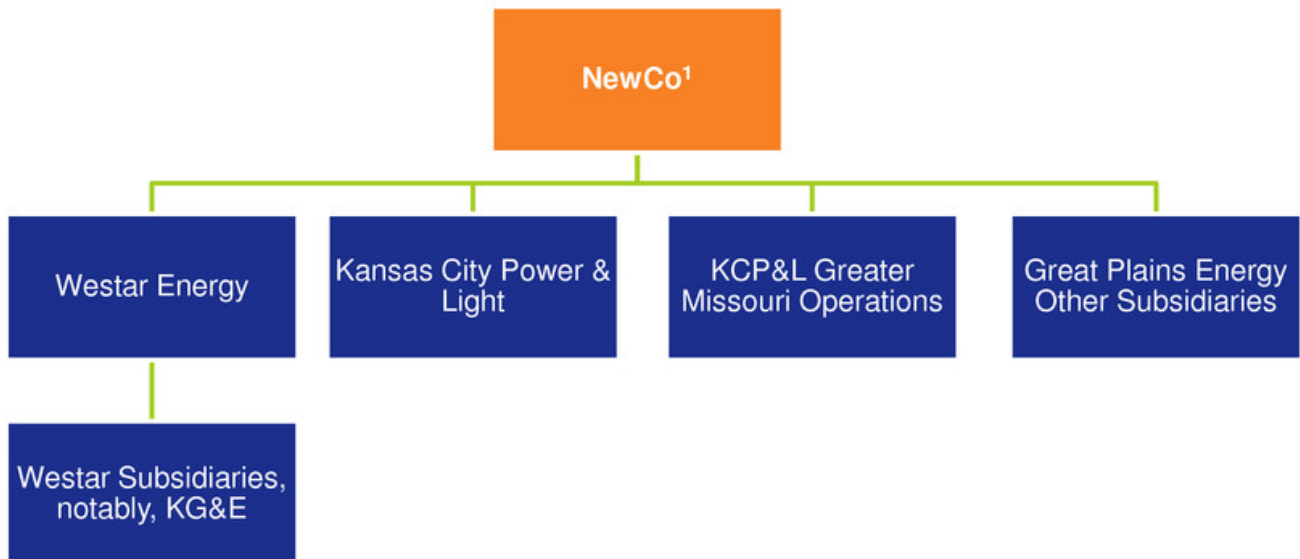 NewCo¹
Westar Energy
Kansas City Power &
Light
KCP&L Greater
Missouri Operations
Great Plains Energy
Other Subsidiaries
Westar Subsidiaries,
notably, KG&E